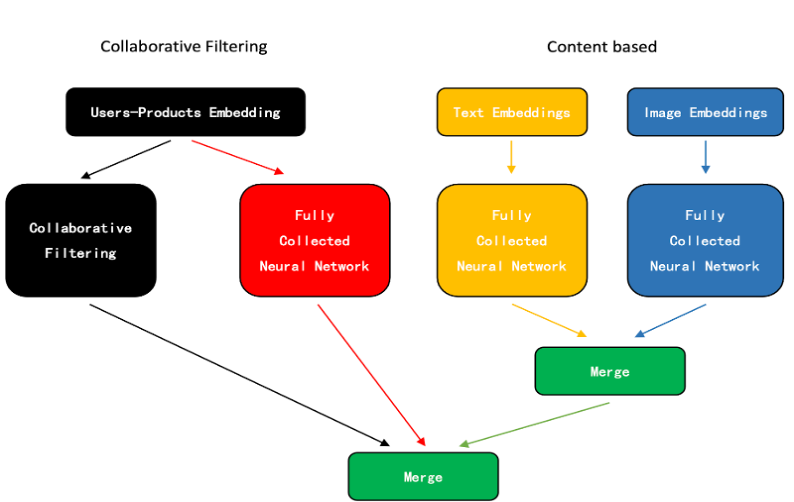 Collaborative Filtering
Content based
Users-Products Embedding
Text Embeddings
Image Embeddings
Collaborative
Filtering
Fully
Collected
Neural Network
Fully
Collected
Neural Network
Fully
Collected
Neural Network
Merge
Merge